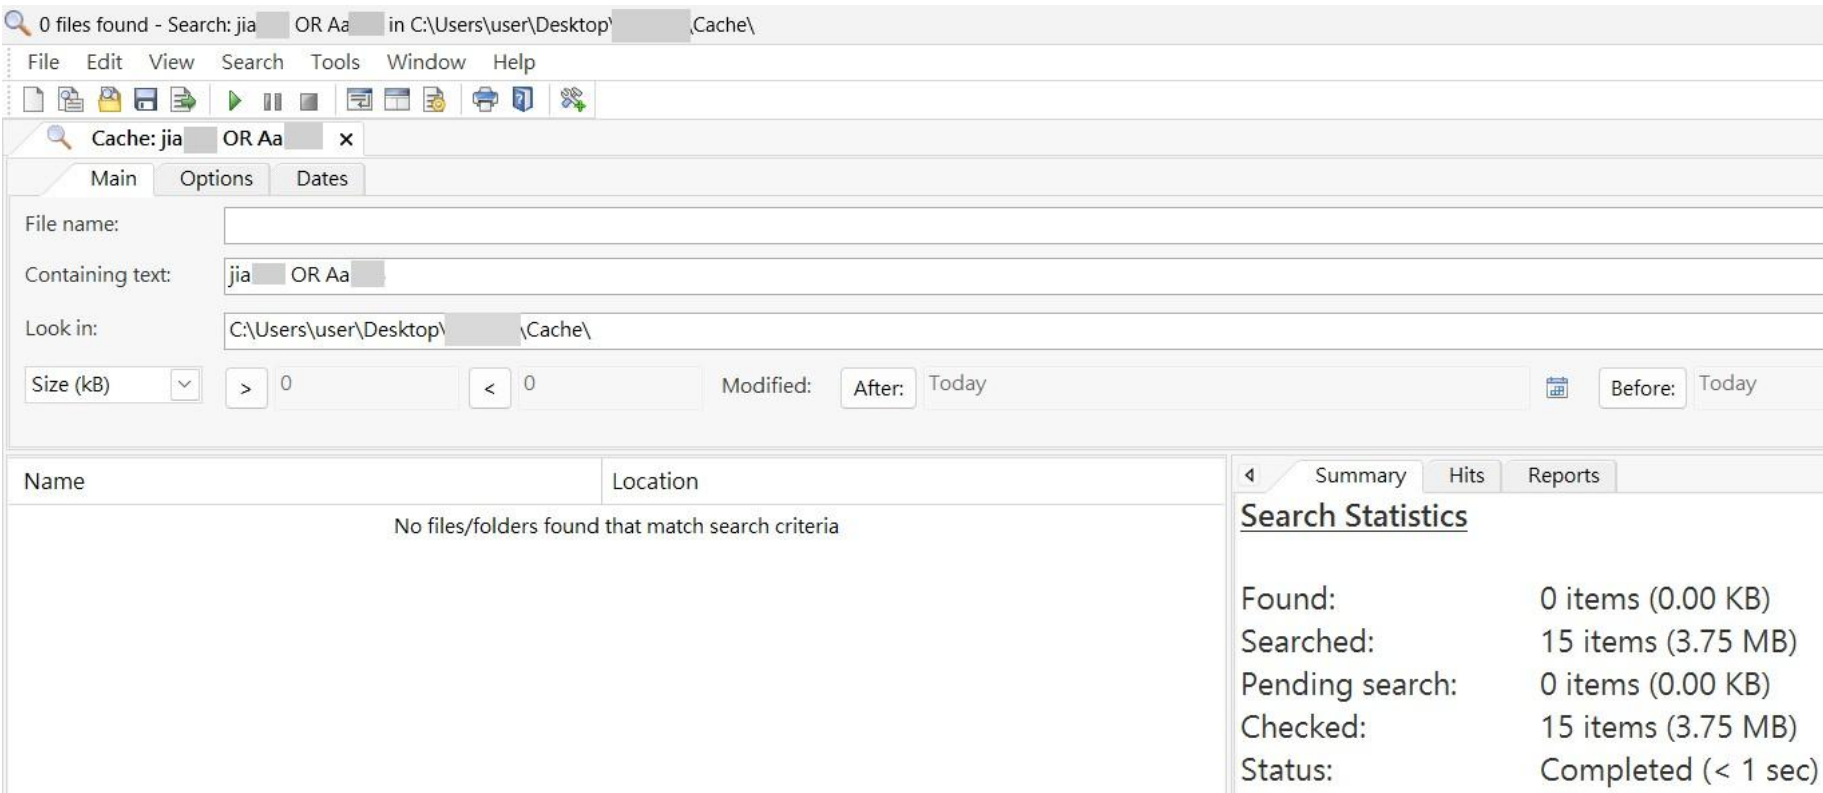 0 files found - Search: jia OR Aa in C:\Users\user\Desktop\ \Cache\
File Edit View Search Tools Window Help
Cache: jia OR Aa x
Main Options Dates
File name:
Containing text: jia OR Aa
Look in: C:\Users\user\Desktop\ \Cache\
Size (kB) > 0 < 0 Modified: After: Today Before: Today
Name Location
No files/folders found that match search criteria
Summary Hits Reports
Search Statistics
Found: 0 items (0.00 KB)
Searched: 15 items (3.75 MB)
Pending search: 0 items (0.00 KB)
Checked: 15 items (3.75 MB)
Status: Completed (< 1 sec)